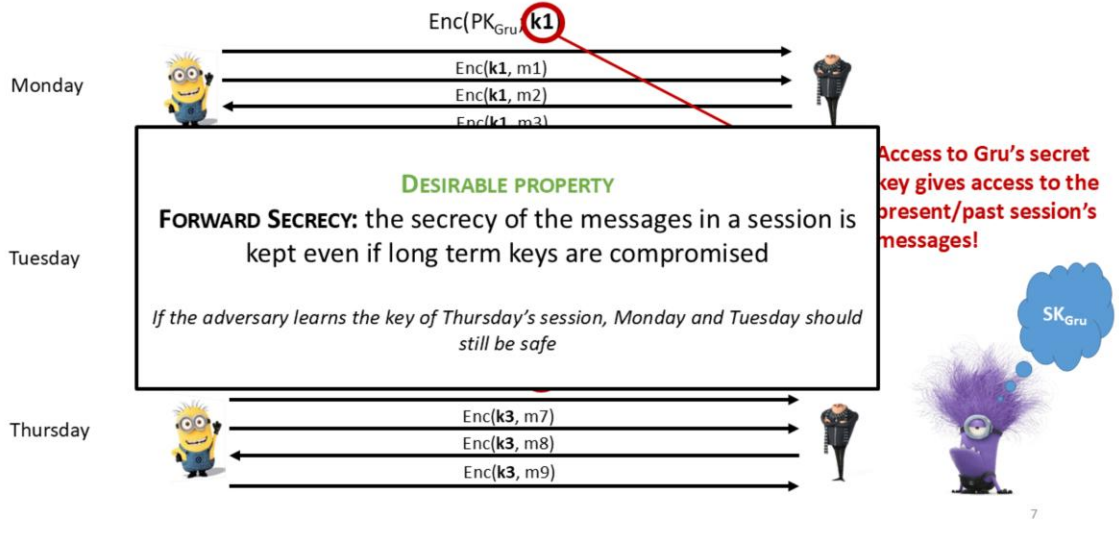 Enc(PKGru, k1)
Monday
Enc(k1, m1)
Enc(k1, m2)
Enc(k1, m3)
DESIRABLE PROPERTY
FORWARD SECRECY: the secrecy of the messages in a session is
kept even if long term keys are compromised
If the adversary learns the key of Thursday's session, Monday and Tuesday should
still be safe
Access to Gru's secret
key gives access to the
present/past session's
messages!
Tuesday
SKGru
Thursday
Enc(k3, m7)
Enc(k3, m8)
Enc(k3, m9)
7